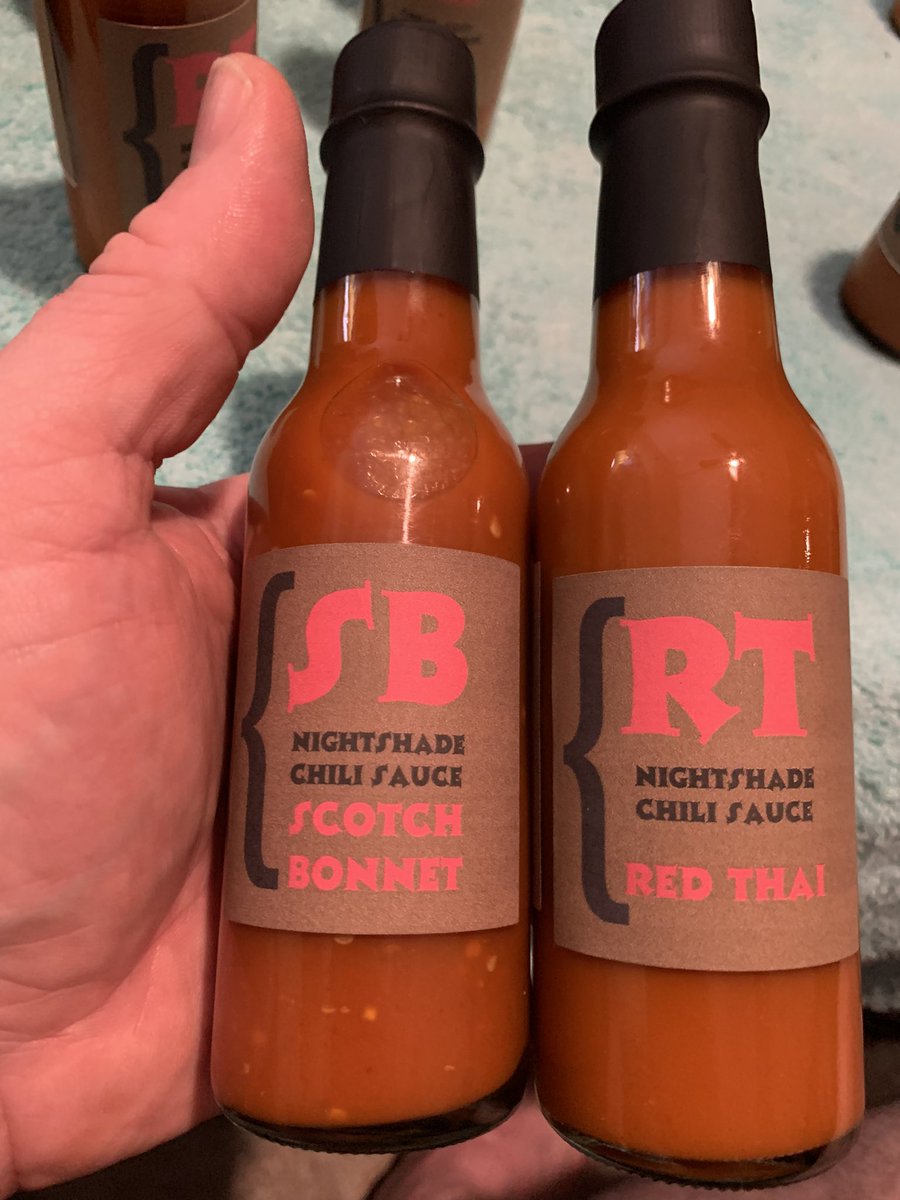 SB
NIGHTSHADE
CHILI SAUCE
SCOTCH
BONNET
RT
NIGHTSHADE
CHILI SAUCE
RED THAI